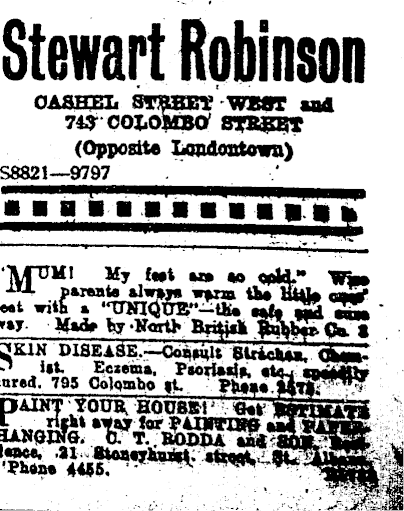 Stewart Robinson
CASHEL STREET WEST and
743 COLOMBO STREET
(Opposite Londontown)
S8821—9797
"MUM! My feet are so cold." Wise
parents always warm the little ones'
eet with a "UNIQUE"—the safe and sure
way. Made by North British Rubber Co. 2
SKIN DISEASE.—Consult Strachan, Chem-
ist. Eczema, Psoriasis, etc., speedily
ured. 795 Colombo st. Phone
PAINT YOUR HOUSE! Get ESTIMATE
right away for PAINTING and PAPER-
HANGING. C. T. RODDA and SON, Resi-
dence, 21 Stoneyhurst street, St. Albans.
'Phone 4455.